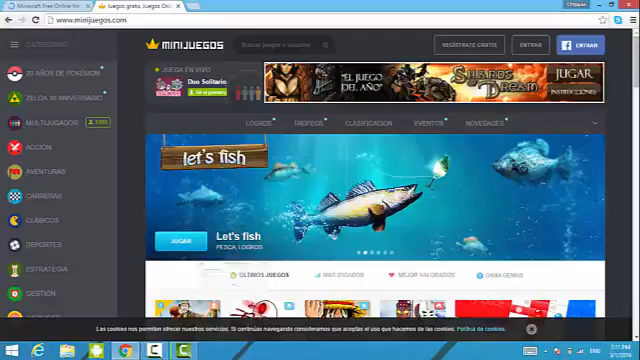 Minecraft Free Online Ver
Juegos gratis, Juegos Onl
www.minijuegos.com
CATEGORÍAS
MINIJUEGOS
Buscar juegos o usuarios
REGÍSTRATE GRATIS
ENTRAR
ENTRAR
20 AÑOS DE POKÉMON
ZELDA 30 ANIVERSARIO
MULTIJUGADOR
ACCIÓN
AVENTURAS
CARRERAS
CLÁSICOS
DEPORTES
ESTRATEGIA
GESTIÓN
JUEGA EN VIVO
Duo Solitario
"EL JUEGO
DEL AÑO"
Shards
of
Dream
JUGAR
INSTRUCCIONES
LOGROS
TROFEOS
CLASIFICACIÓN
EVENTOS
NOVEDADES
let's fish
JUGAR
Let's fish
PESCA, LOGROS
ÚLTIMOS JUEGOS
MÁS JUGADOS
MEJOR VALORADOS
GANA GEMAS
Las cookies nos permiten ofrecer nuestros servicios. Si continúas navegando consideramos que aceptas el uso que hacemos de las cookies. Política de cookies.
ENG
7:17 PM
3/1/2016